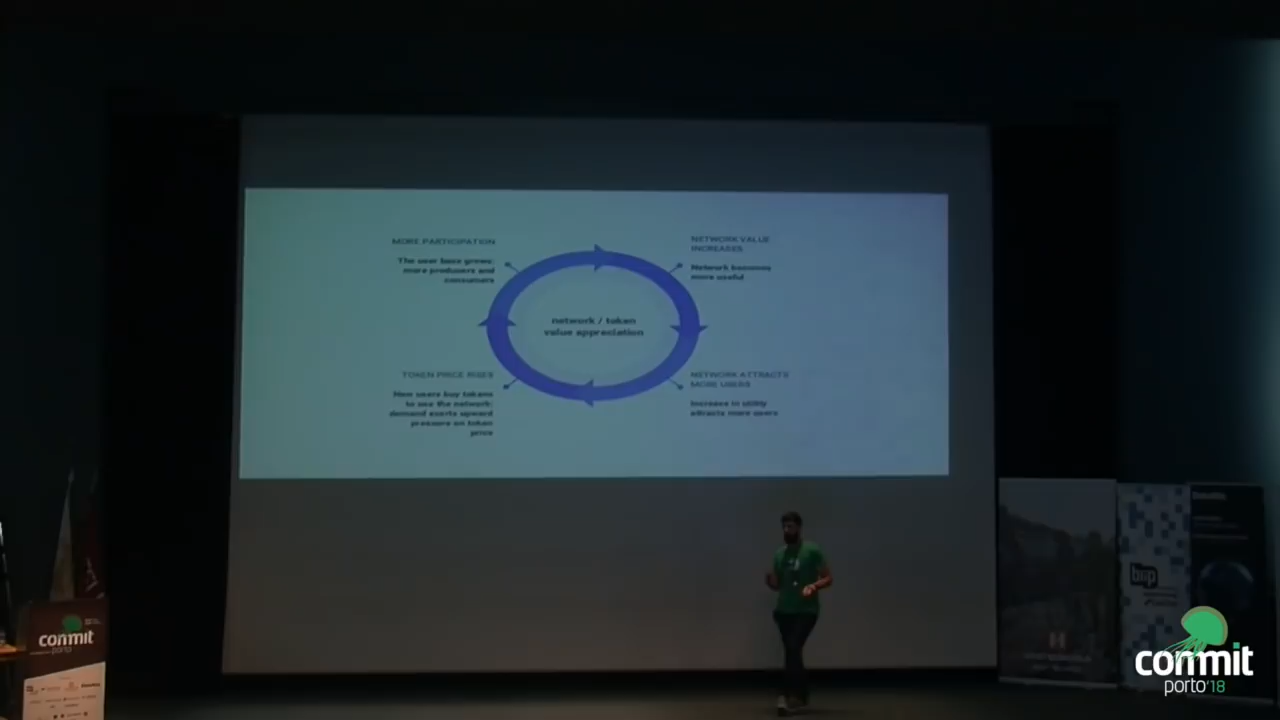 MORE PARTICIPATION
The user base grows:
more producers and
consumers
NETWORK VALUE
INCREASES
Network becomes
more useful
network / token
value appreciation
TOKEN PRICE RISES
New users buy tokens
to use the network;
demand exerts upward
pressure on token
price
NETWORK ATTRACTS
MORE USERS
Increase in utility
attracts more users
commit
porto
bip
H
Deloitte
commit
porto'18